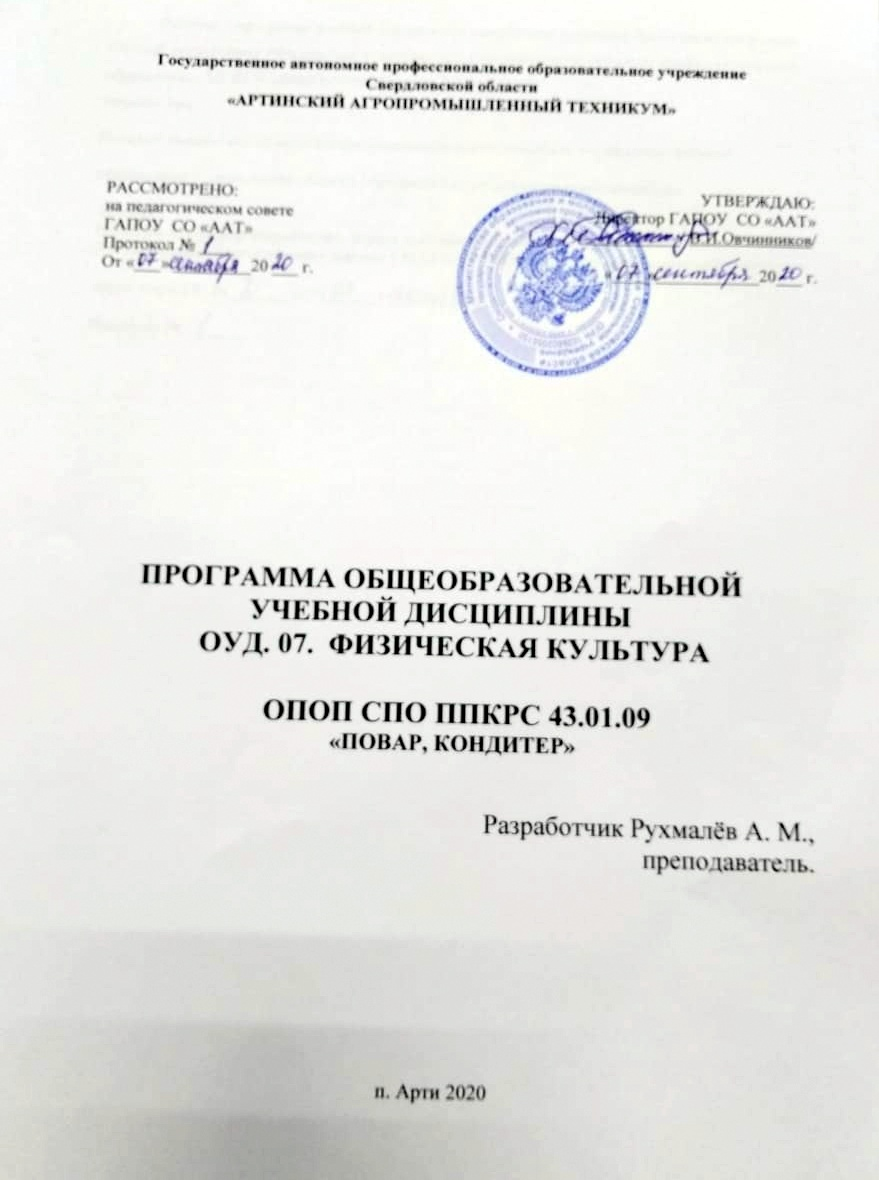 Государственное автономное профессиональное образовательное учреждение
Свердловской области
«АРТИНСКИЙ АГРОПРОМЫШЛЕННЫЙ ТЕХНИКУМ»
РАССМОТРЕНО:
на педагогическом совете
ГАПОУ СО «ААТ»
Протокол № 1
От «07» сентября 2020 г.
УТВЕРЖДАЮ:
Директор ГАПОУ СО «ААТ»
/В.И.Овчинников/
«07» сентября 2020 г.
ПРОГРАММА ОБЩЕОБРАЗОВАТЕЛЬНОЙ
УЧЕБНОЙ ДИСЦИПЛИНЫ
ОУД. 07. ФИЗИЧЕСКАЯ КУЛЬТУРА
ОПОП СПО ППКРС 43.01.09
«ПОВАР, КОНДИТЕР»
Разработчик Рухмалёв А. М.,
преподаватель.
п. Арти 2020